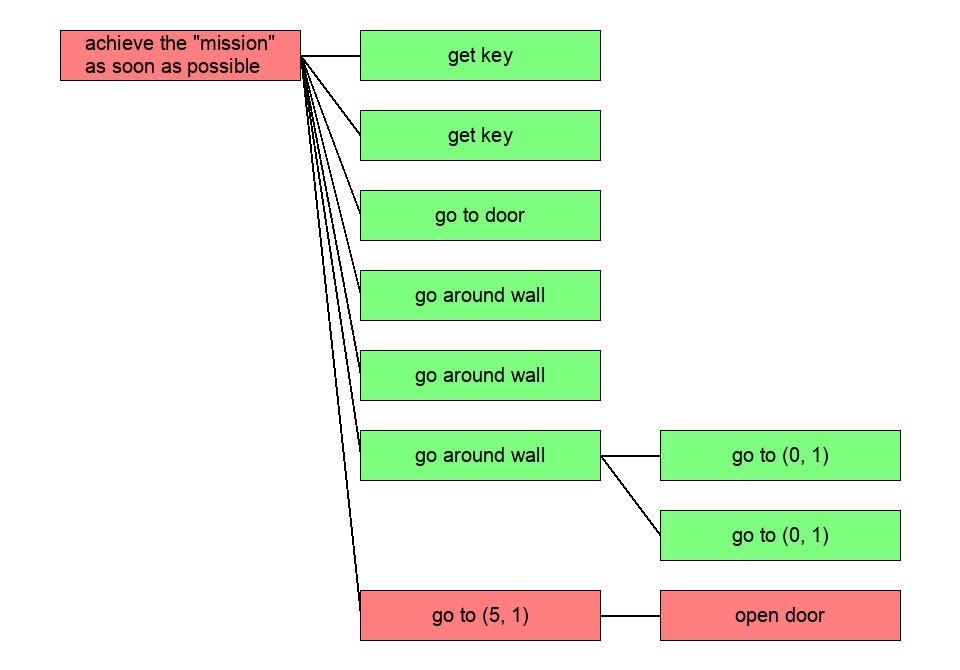 achieve the "mission"
as soon as possible
get key
get key
go to door
go around wall
go around wall
go around wall
go to (0, 1)
go to (0, 1)
go to (5, 1)
open door